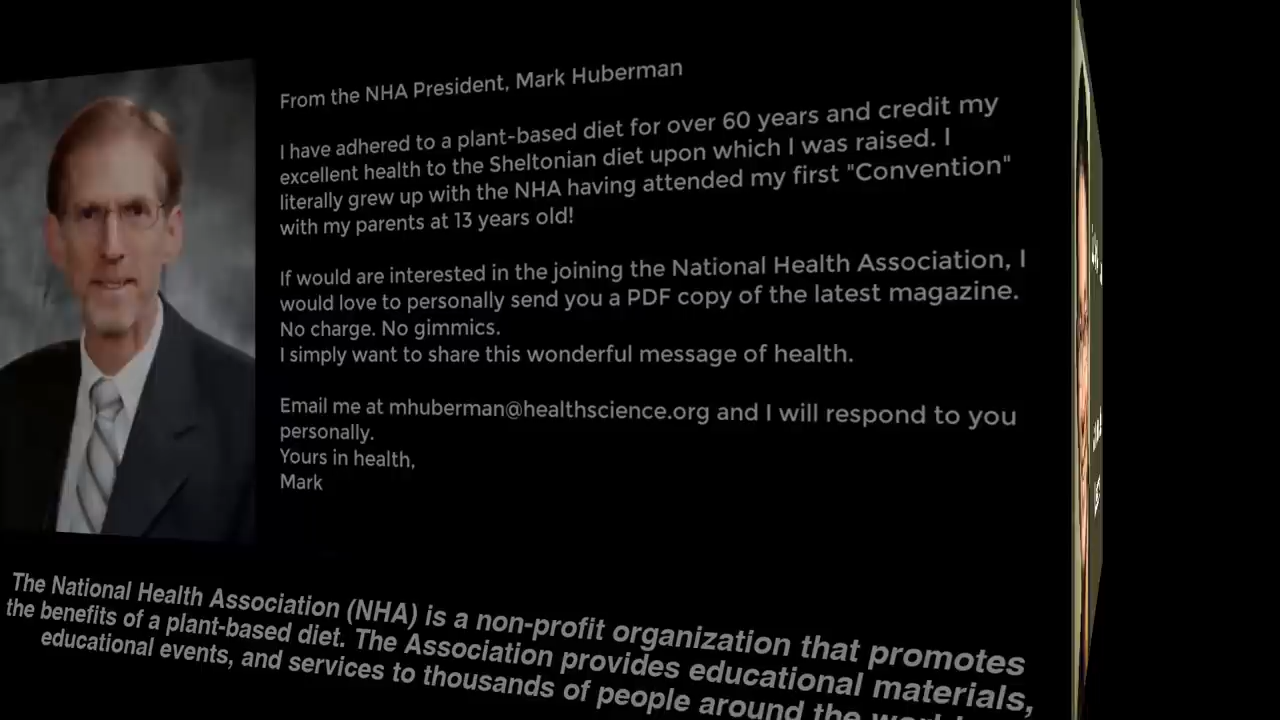 From the NHA President, Mark Huberman
I have adhered to a plant-based diet for over 60 years and credit my
excellent health to the Sheltonian diet upon which I was raised. I
literally grew up with the NHA having attended my first "Convention"
with my parents at 13 years old!
If would are interested in the joining the National Health Association, I
would love to personally send you a PDF copy of the latest magazine.
No charge. No gimmics.
I simply want to share this wonderful message of health.
Email me at mhuberman@healthscience.org and I will respond to you
personally.
Yours in health,
Mark
The National Health Association (NHA) is a non-profit organization that promotes
the benefits of a plant-based diet. The Association provides educational materials,
educational events, and services to thousands of people around the